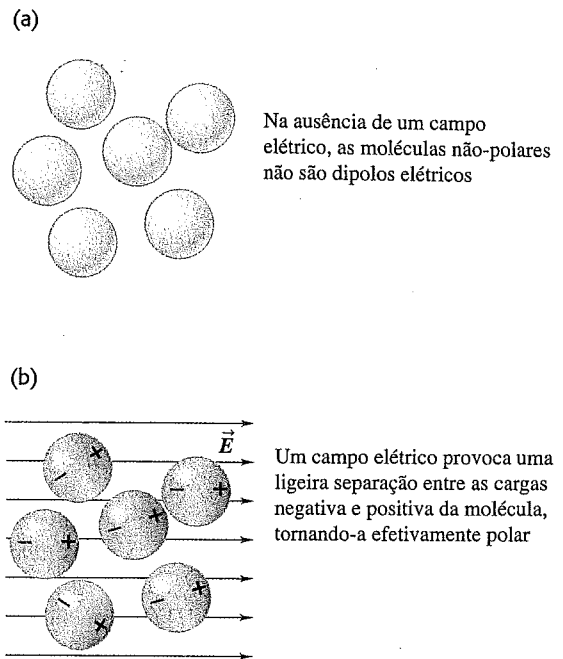 (a)
Na ausência de um campo
elétrico, as moléculas não-polares
não são dipolos elétricos
(b)
E
Um campo elétrico provoca uma
ligeira separação entre as cargas
negativa e positiva da molécula,
tornando-a efetivamente polar